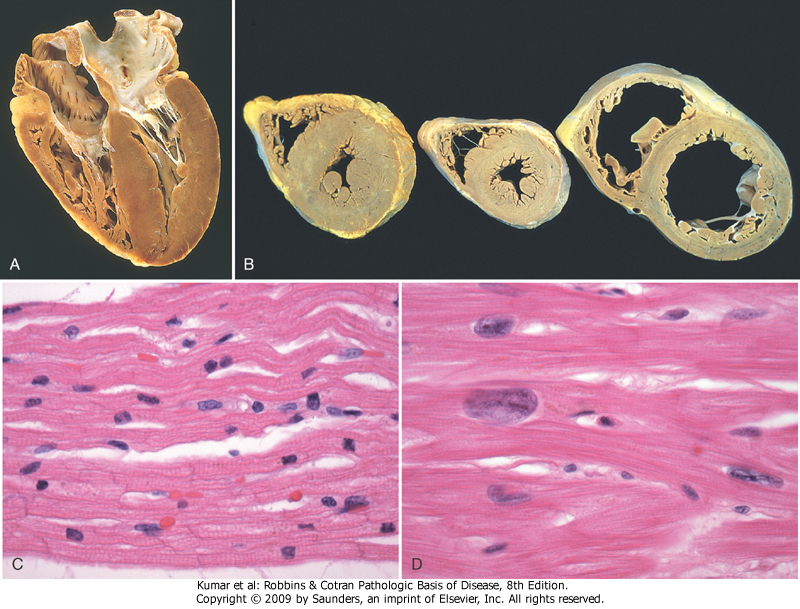 A
B
C
D
Kumar et al: Robbins & Cotran Pathologic Basis of Disease, 8th Edition.
Copyright © 2009 by Saunders, an imprint of Elsevier, Inc. All rights reserved.